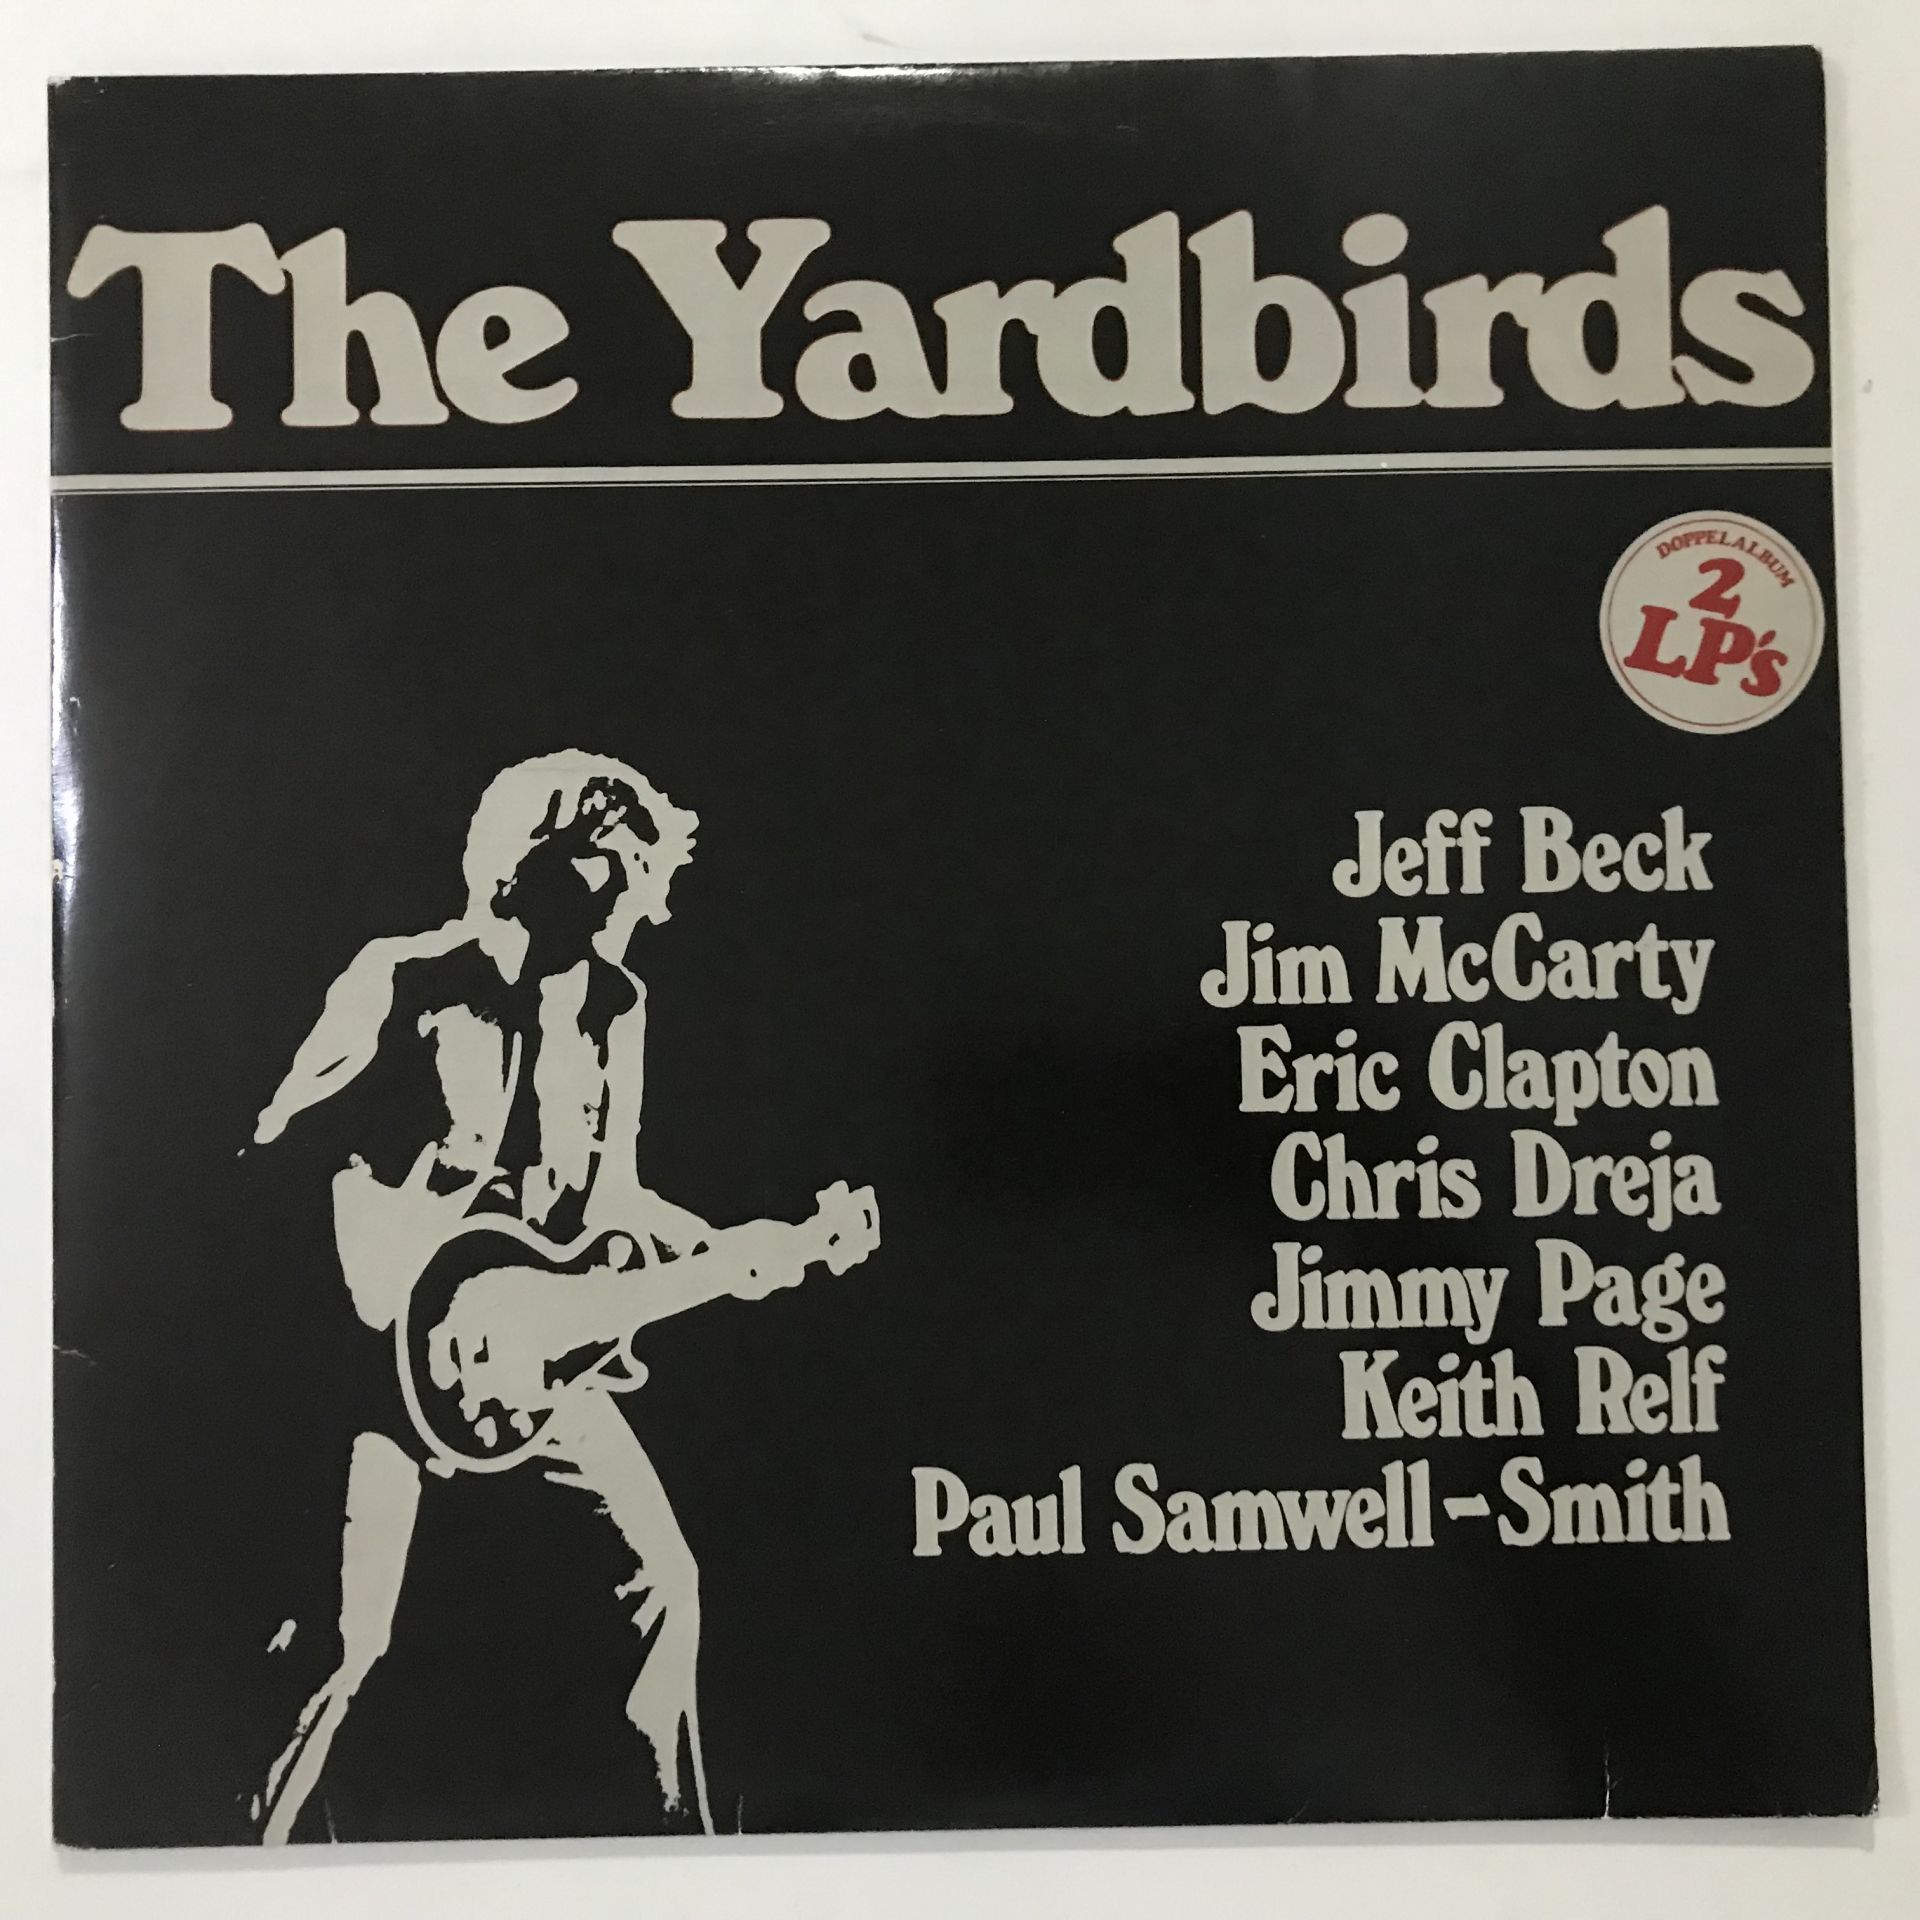 The Yardbirds
DOPPELALBUM
2
LP's
Jeff Beck
Jim McCarty
Eric Clapton
Chris Dreja
Jimmy Page
Keith Relf
Paul Samwell-Smith